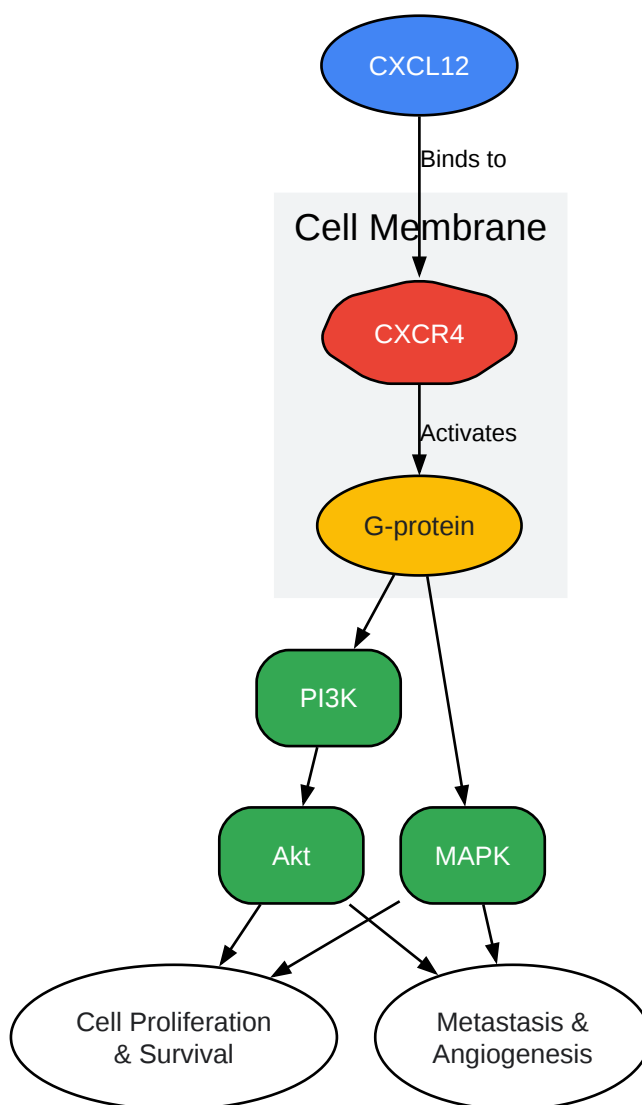 CXCL12
Binds to
Cell Membrane
CXCR4
Activates
G-protein
PI3K
Akt
MAPK
Cell Proliferation
& Survival
Metastasis &
Angiogenesis